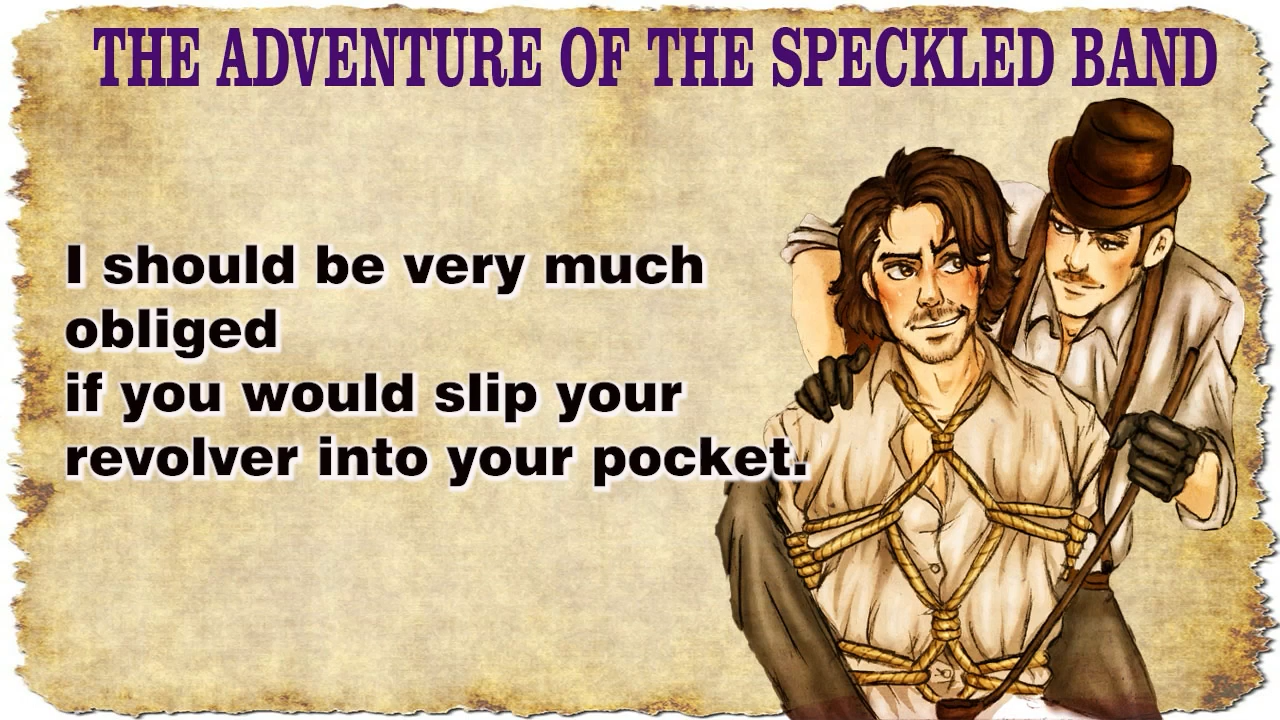 THE ADVENTURE OF THE SPECKLED BAND
I should be very much
obliged
if you would slip your
revolver into your pocket.